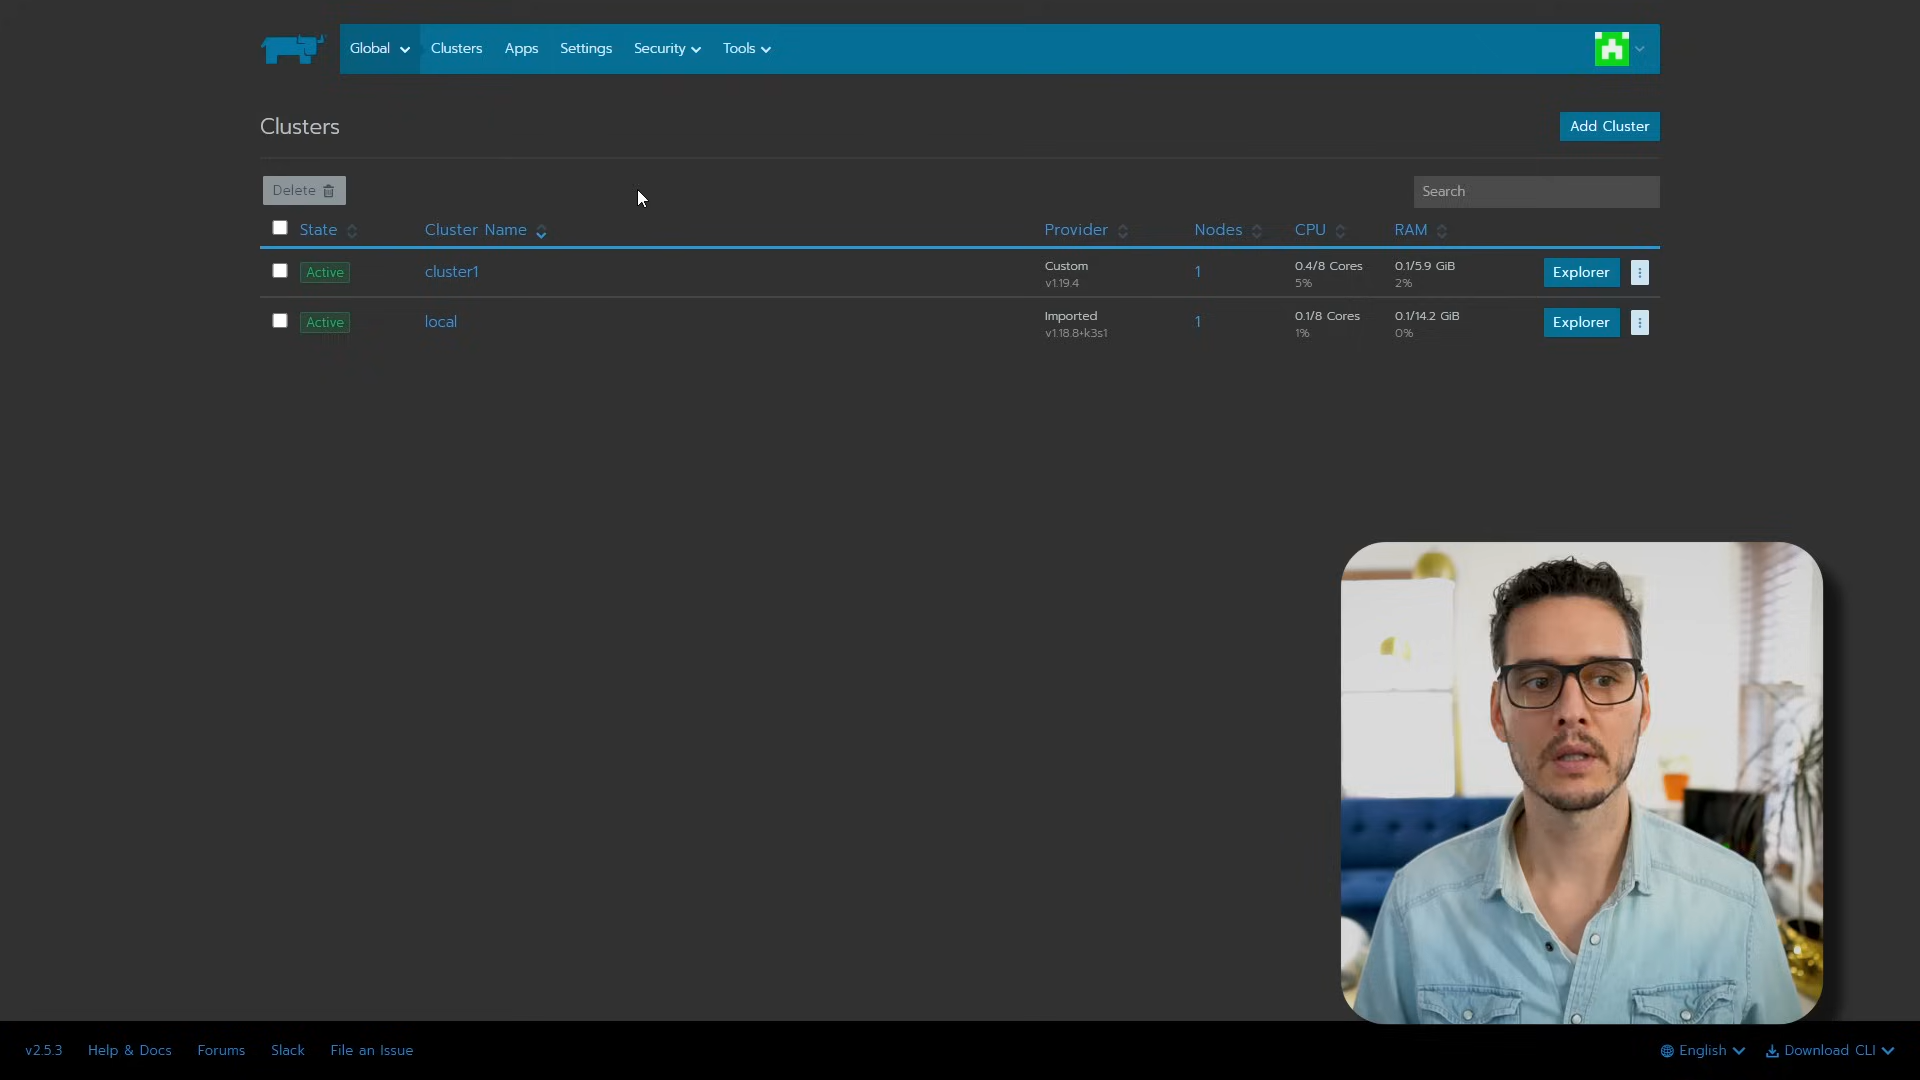 Global Clusters Apps Settings Security Tools
Clusters
Add Cluster
Delete
Search
State Cluster Name Provider Nodes CPU RAM
Active cluster1 Custom 1 0.4/8 Cores 0.1/5.9 GiB Explorer
v1.19.4 5% 2%
Active local Imported 1 0.1/8 Cores 0.1/14.2 GiB Explorer
v1.18.8+k3s1 1% 0%
v2.5.3 Help & Docs Forums Slack File an Issue English Download CLI